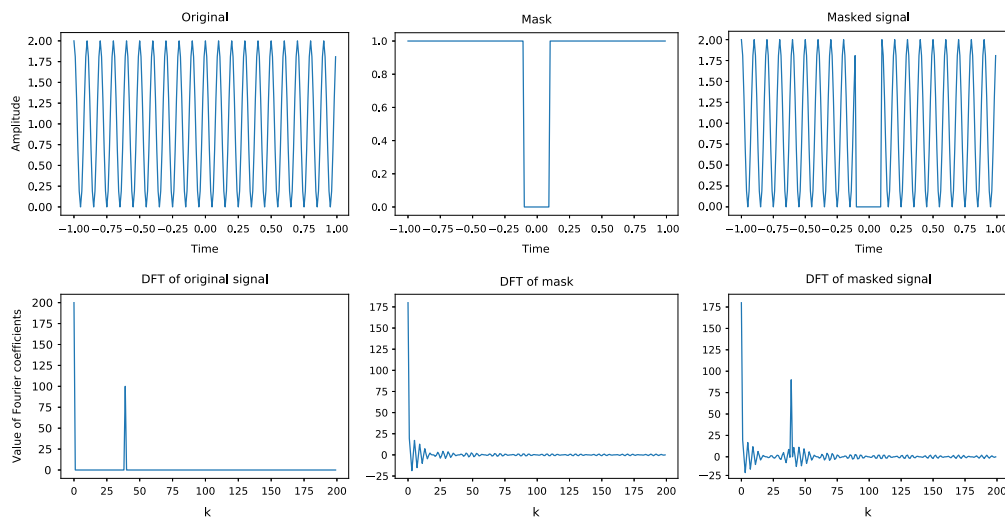 Original
Mask
Masked signal
Amplitude
2.00
1.75
1.50
1.25
1.00
0.75
0.50
0.25
0.00
−1.00 −0.75 −0.50 −0.25 0.00 0.25 0.50 0.75 1.00
Time
1.0
0.8
0.6
0.4
0.2
0.0
−1.00 −0.75 −0.50 −0.25 0.00 0.25 0.50 0.75 1.00
Time
2.00
1.75
1.50
1.25
1.00
0.75
0.50
0.25
0.00
−1.00 −0.75 −0.50 −0.25 0.00 0.25 0.50 0.75 1.00
Time
DFT of original signal
DFT of mask
DFT of masked signal
Value of Fourier coefficients
200
175
150
125
100
75
50
25
0
0 25 50 75 100 125 150 175 200
k
175
150
125
100
75
50
25
0
−25
0 25 50 75 100 125 150 175 200
k
175
150
125
100
75
50
25
0
−25
0 25 50 75 100 125 150 175 200
k